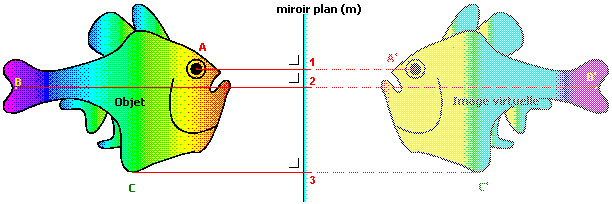 miroir plan (m)
A
A'
1
2
B
B'
Objet
Image virtuelle
3
C
C'